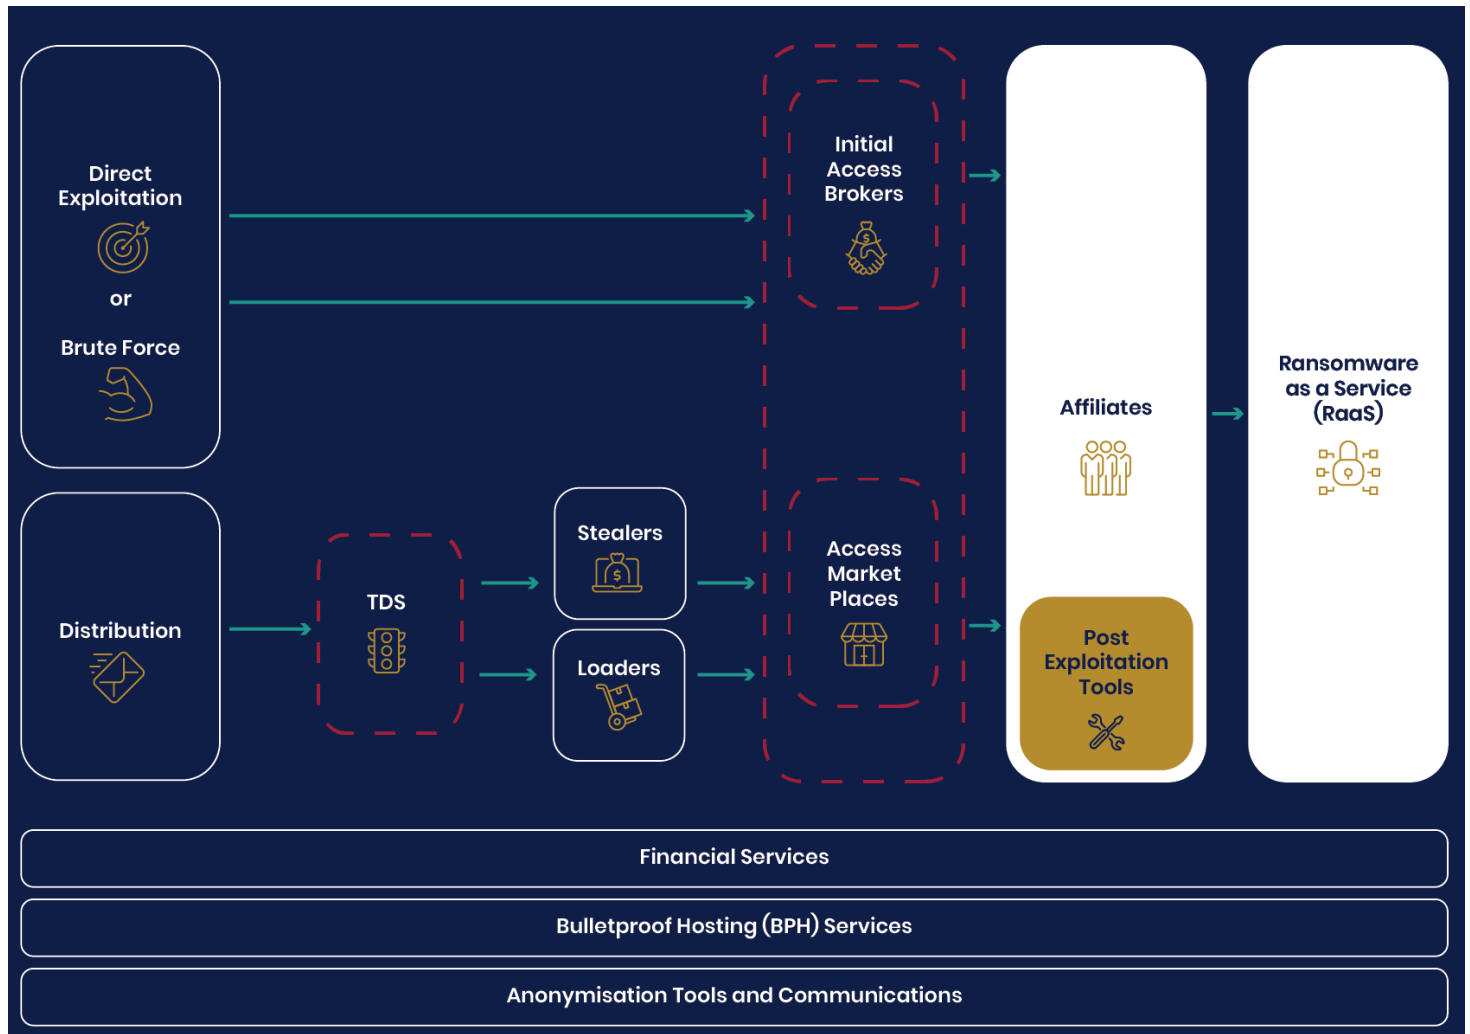 Direct
Exploitation
or
Brute Force
Distribution
TDS
Stealers
$
Loaders
Initial
Access
Brokers
$
Access
Market
Places
Affiliates
Post
Exploitation
Tools
Ransomware
as a Service
(RaaS)
Financial Services
Bulletproof Hosting (BPH) Services
Anonymisation Tools and Communications